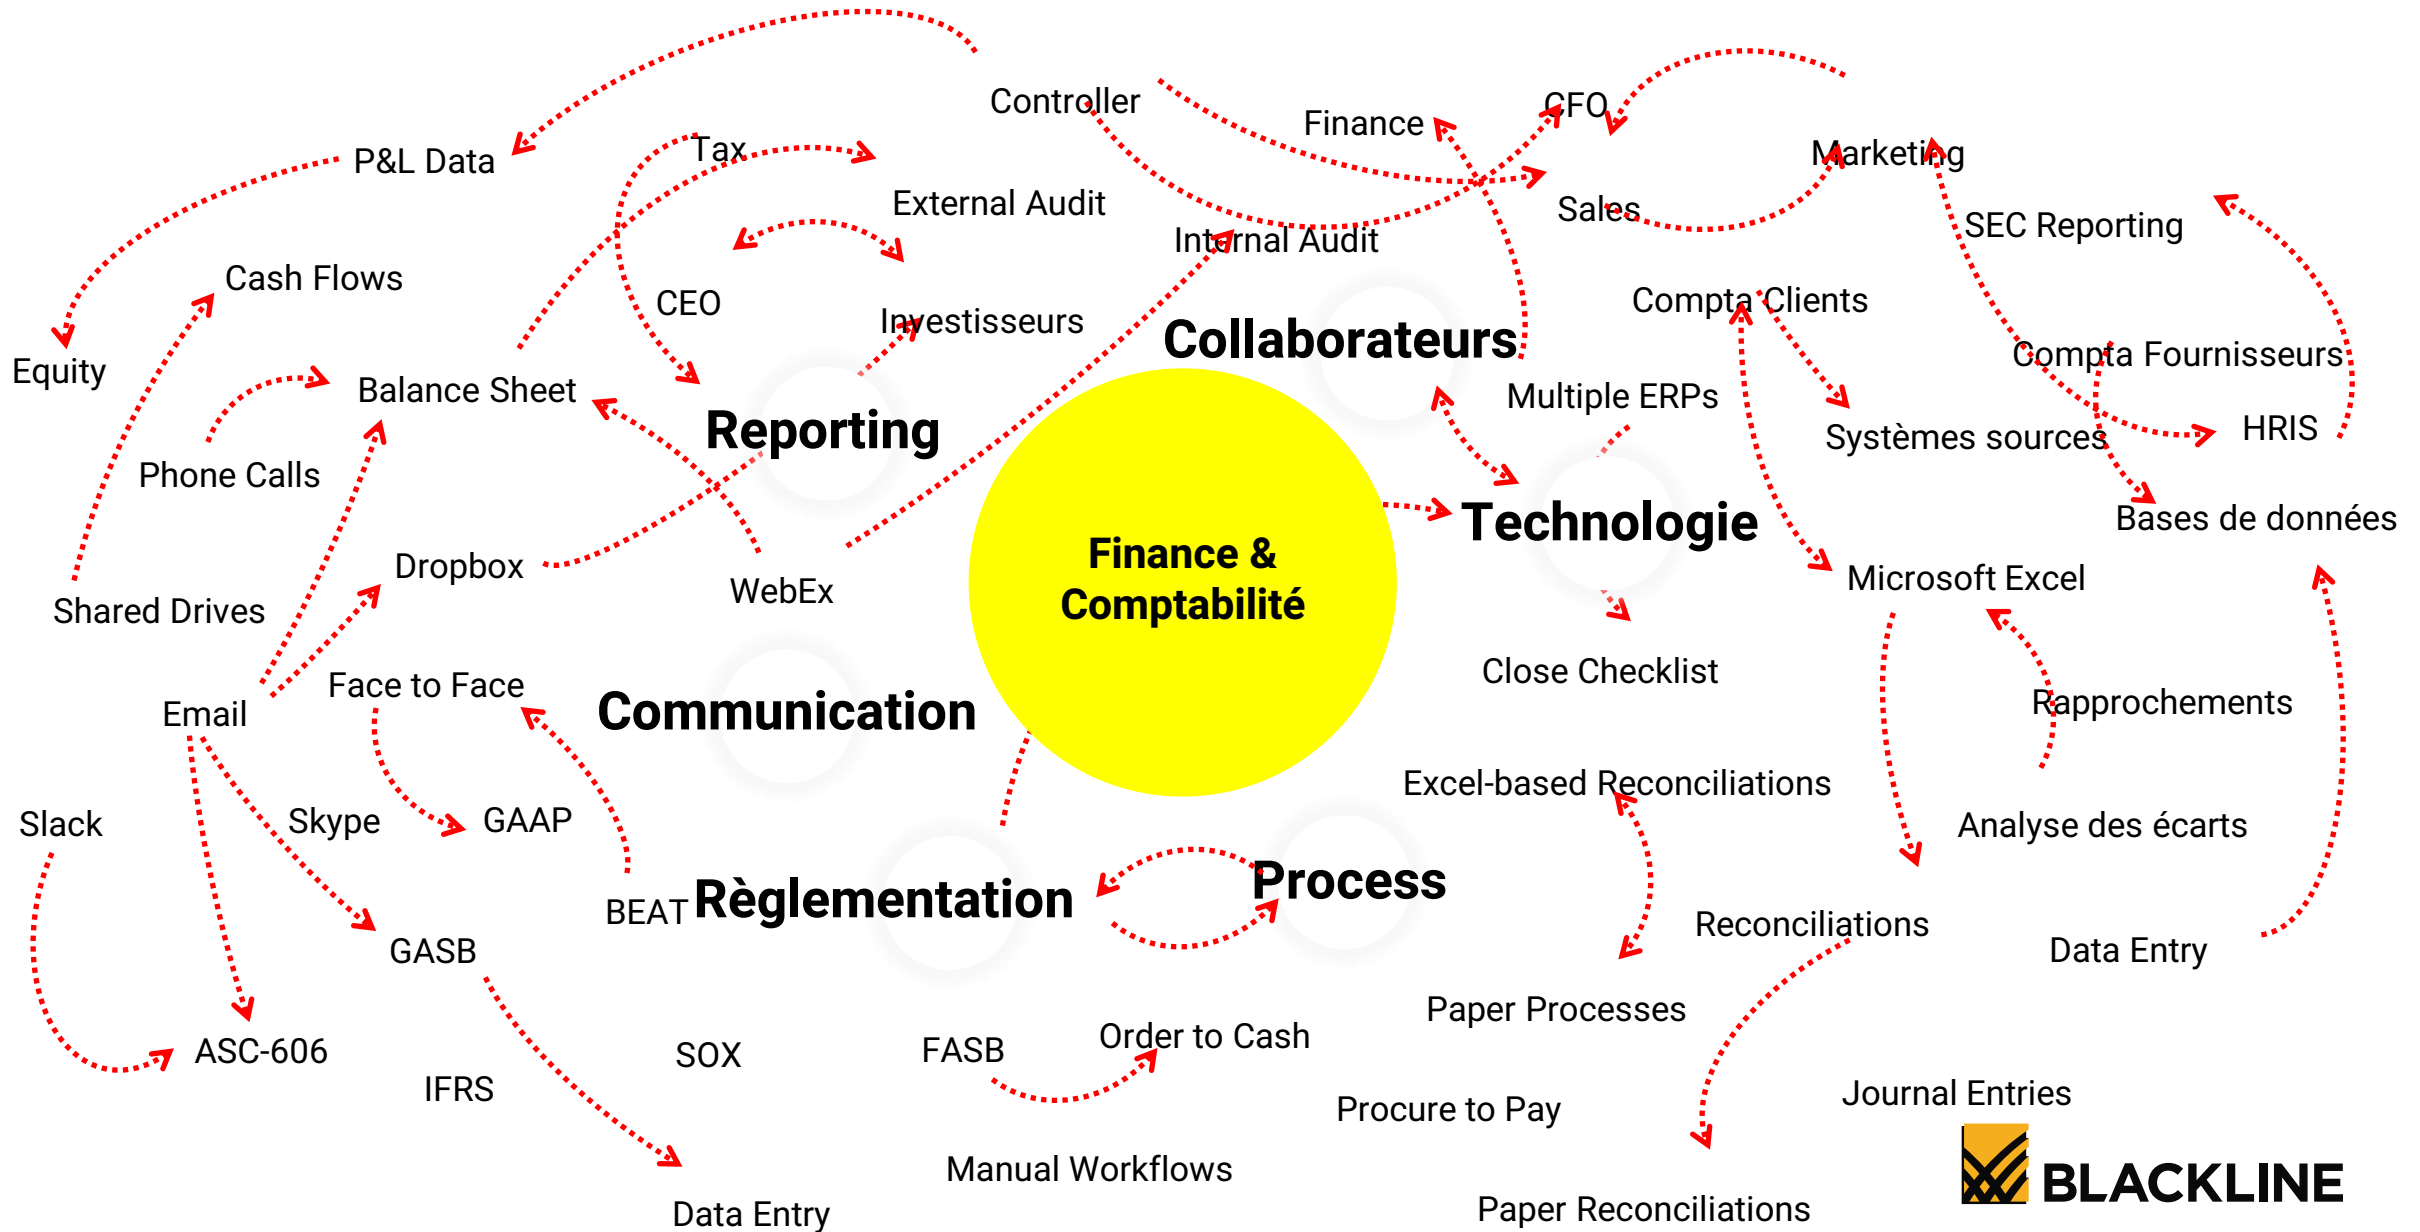 Controller
Finance
CFO
Tax
P&L Data
Marketing
External Audit
Sales
Internal Audit
SEC Reporting
Cash Flows
CEO
Investisseurs
Compta Clients
Collaborateurs
Compta Fournisseurs
Equity
Balance Sheet
Multiple ERPs
Reporting
Systèmes sources
HRIS
Phone Calls
Technologie
Bases de données
Finance &
Comptabilité
Dropbox
WebEx
Microsoft Excel
Shared Drives
Close Checklist
Face to Face
Email
Communication
Rapprochements
Excel-based Reconciliations
Slack
Skype
GAAP
Analyse des écarts
BEAT
Règlementation
Process
Reconciliations
GASB
Data Entry
Paper Processes
ASC-606
SOX
FASB
Order to Cash
IFRS
Procure to Pay
Journal Entries
Manual Workflows
BLACKLINE
Data Entry
Paper Reconciliations